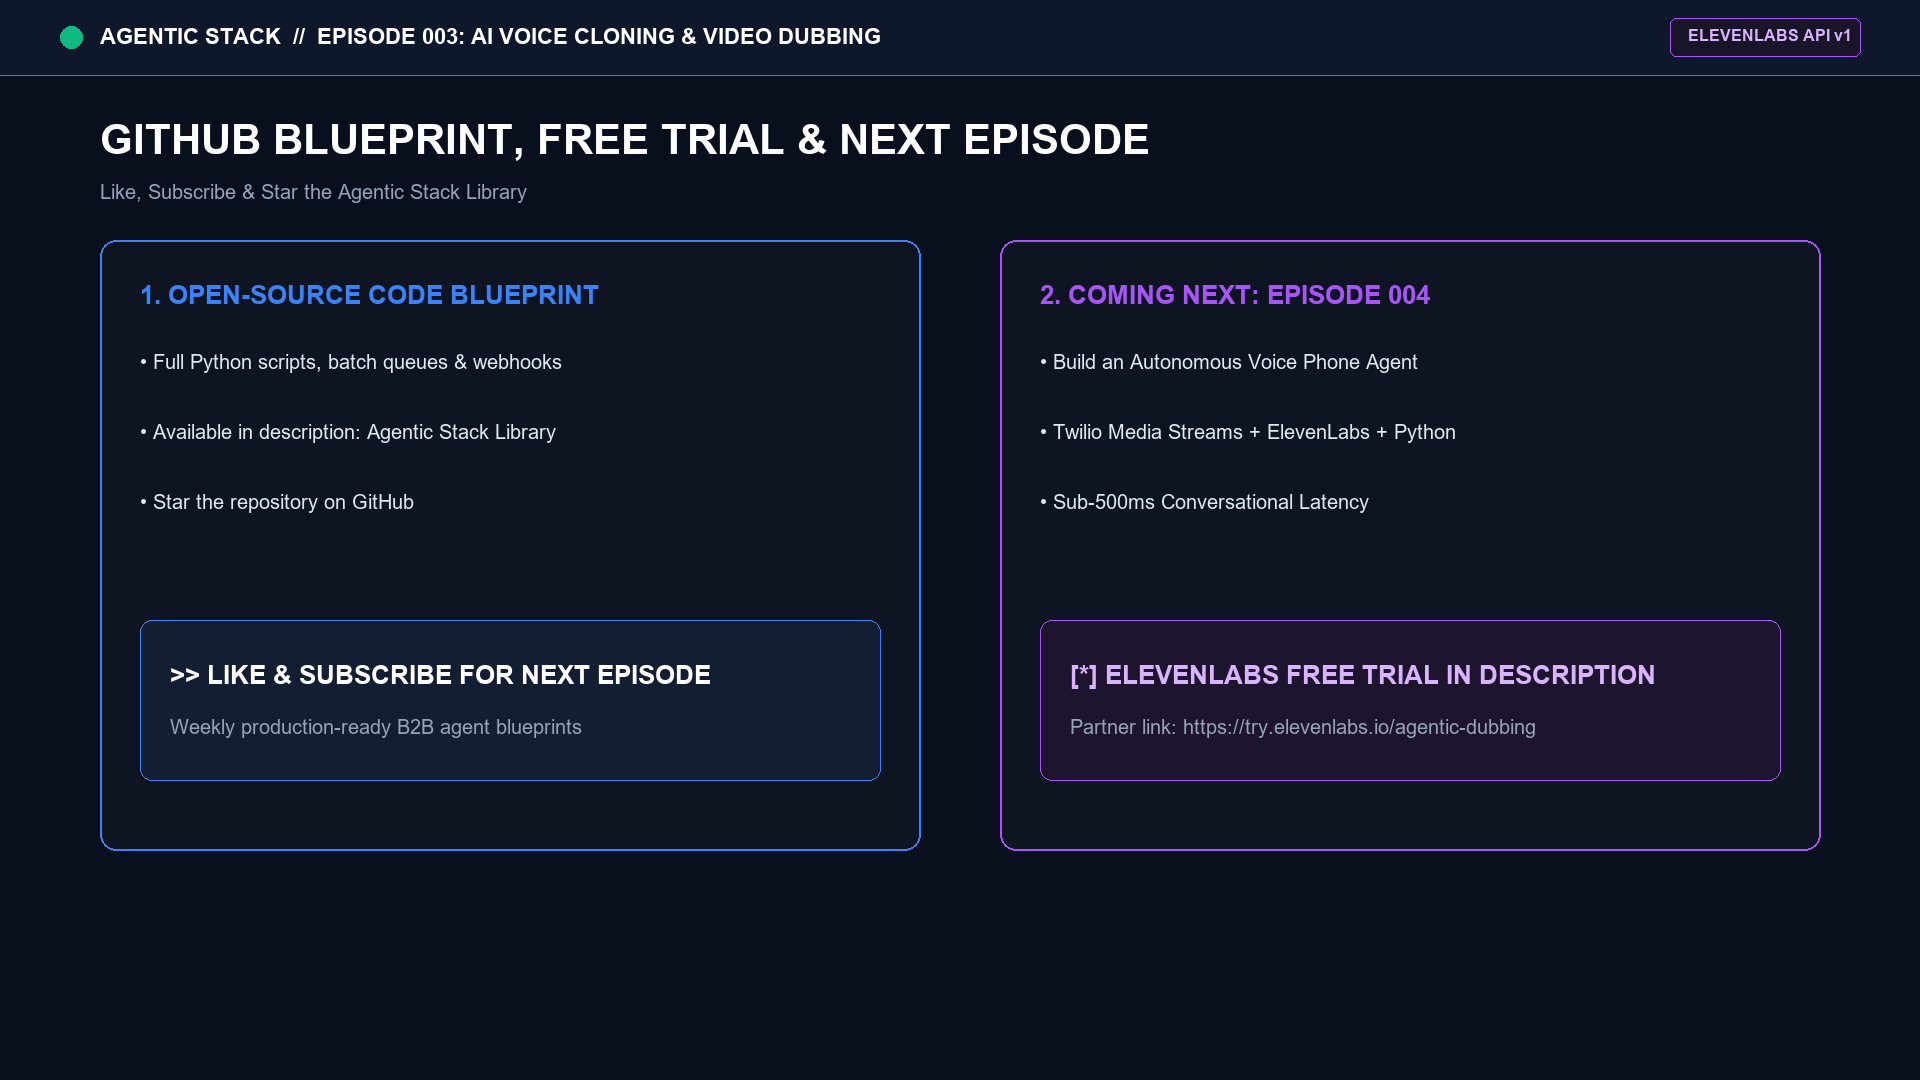 AGENTIC STACK // EPISODE 003: AI VOICE CLONING & VIDEO DUBBING
ELEVENLABS API v1
GITHUB BLUEPRINT, FREE TRIAL & NEXT EPISODE
Like, Subscribe & Star the Agentic Stack Library
1. OPEN-SOURCE CODE BLUEPRINT
• Full Python scripts, batch queues & webhooks
• Available in description: Agentic Stack Library
• Star the repository on GitHub
>> LIKE & SUBSCRIBE FOR NEXT EPISODE
Weekly production-ready B2B agent blueprints
2. COMING NEXT: EPISODE 004
• Build an Autonomous Voice Phone Agent
• Twilio Media Streams + ElevenLabs + Python
• Sub-500ms Conversational Latency
[*] ELEVENLABS FREE TRIAL IN DESCRIPTION
Partner link: https://try.elevenlabs.io/agentic-dubbing